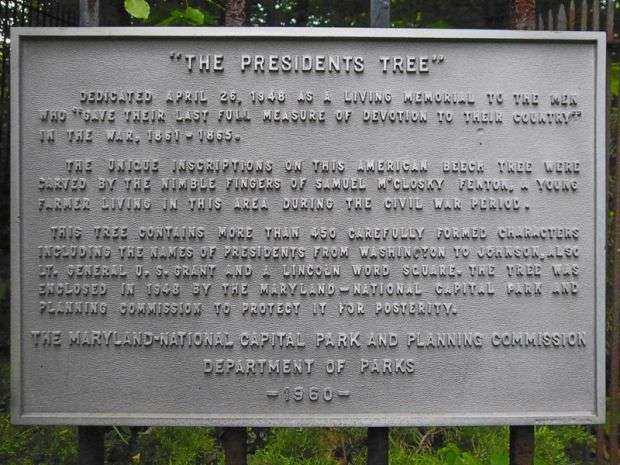 "THE PRESIDENTS TREE"
DEDICATED APRIL 26, 1948 AS A LIVING MEMORIAL TO THE MEN
WHO "GAVE THEIR LAST FULL MEASURE OF DEVOTION TO THEIR COUNTRY"
IN THE WAR, 1861-1865.
THE UNIQUE INSCRIPTIONS ON THIS AMERICAN BEECH TREE WERE
CARVED BY THE NIMBLE FINGERS OF SAMUEL M'CLOSKY FENTON, A YOUNG
FARMER LIVING IN THIS AREA DURING THE CIVIL WAR PERIOD.
THIS TREE CONTAINS MORE THAN 450 CAREFULLY FORMED CHARACTERS
INCLUDING THE NAMES OF PRESIDENTS FROM WASHINGTON TO JOHNSON, ALSO
LT. GENERAL U. S. GRANT AND A LINCOLN WORD SQUARE. THE TREE WAS
ENCLOSED IN 1948 BY THE MARYLAND-NATIONAL CAPITAL PARK AND
PLANNING COMMISSION TO PROTECT IT FOR POSTERITY.
THE MARYLAND-NATIONAL CAPITAL PARK AND PLANNING COMMISSION
DEPARTMENT OF PARKS
-1960-